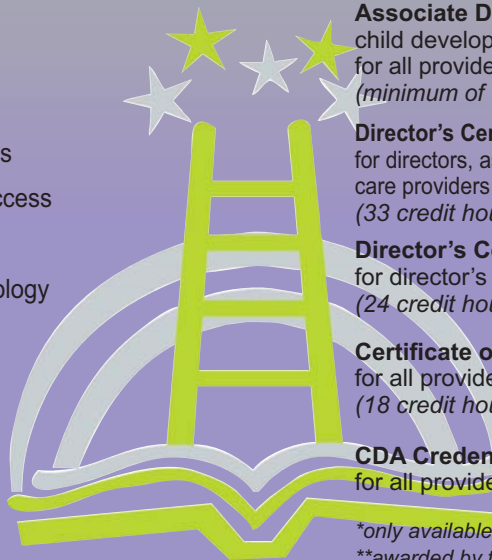 s
ccess
ology
Associate D
child develop
for all provide
(minimum of
Director's Cer
for directors, a
care providers
(33 credit hou
Director's Ce
for director's
(24 credit hou
Certificate o
for all provide
(18 credit hou
CDA Creden
for all provide
*only available
**awarded by t